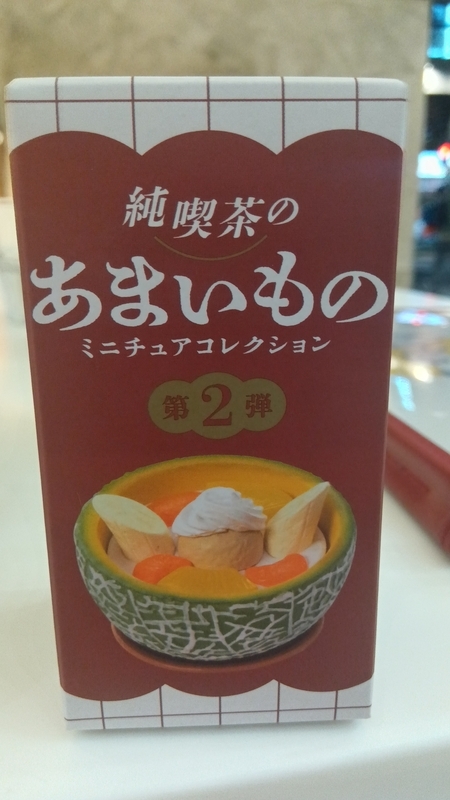 純喫茶の
あまいもの
ミニチュアコレクション
第2弾